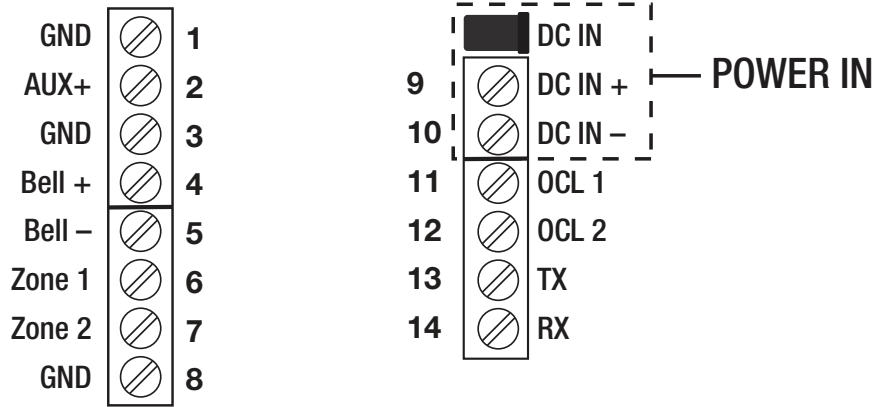 GND 1
AUX+ 2
GND 3
Bell + 4
Bell – 5
Zone 1 6
Zone 2 7
GND 8
DC IN
9 DC IN +
10 DC IN –
POWER IN
11 OCL 1
12 OCL 2
13 TX
14 RX